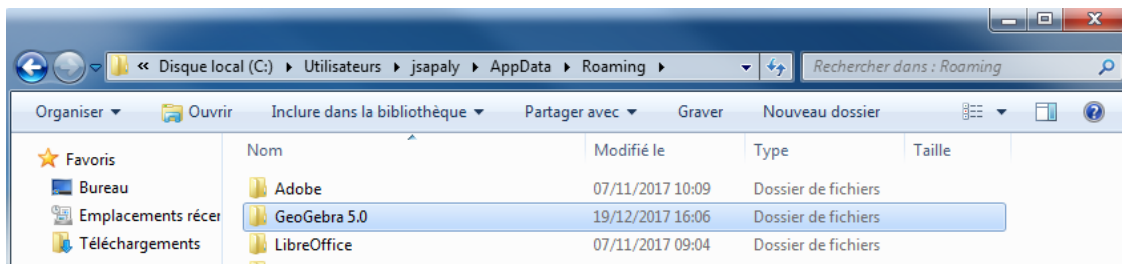 « Disque local (C:) ▸ Utilisateurs ▸ jsapaly ▸ AppData ▸ Roaming ▸ Rechercher dans : Roaming
Organiser ▾ Ouvrir Inclure dans la bibliothèque ▾ Partager avec ▾ Graver Nouveau dossier
Favoris Nom Modifié le Type Taille
Bureau Adobe 07/11/2017 10:09 Dossier de fichiers
Emplacements récer GeoGebra 5.0 19/12/2017 16:06 Dossier de fichiers
Téléchargements LibreOffice 07/11/2017 09:04 Dossier de fichiers